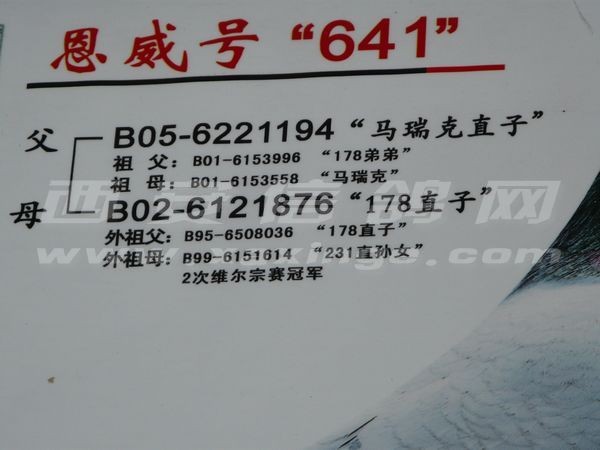 恩威号 “641”
父 B05-6221194 “马瑞克直子”
祖 父：B01-6153996 “178弟弟”
祖 母：B01-6153558 “马瑞克”
母 B02-6121876 “178直子”
外祖父：B95-6508036 “178直子”
外祖母：B99-6151614 “231直孙女”
2次维尔宗赛冠军